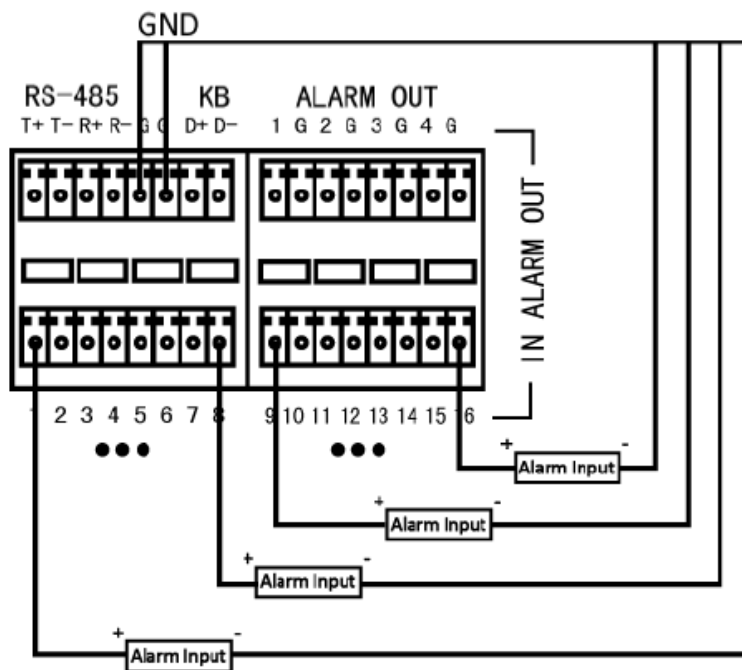 GND
RS-485 KB ALARM OUT
T+ T- R+ R- G G D+ D- 1 G 2 G 3 G 4 G
IN ALARM OUT
1 2 3 4 5 6 7 8 9 10 11 12 13 14 15 16
+ Alarm Input -
+ Alarm Input -
+ Alarm Input -
+ Alarm Input -